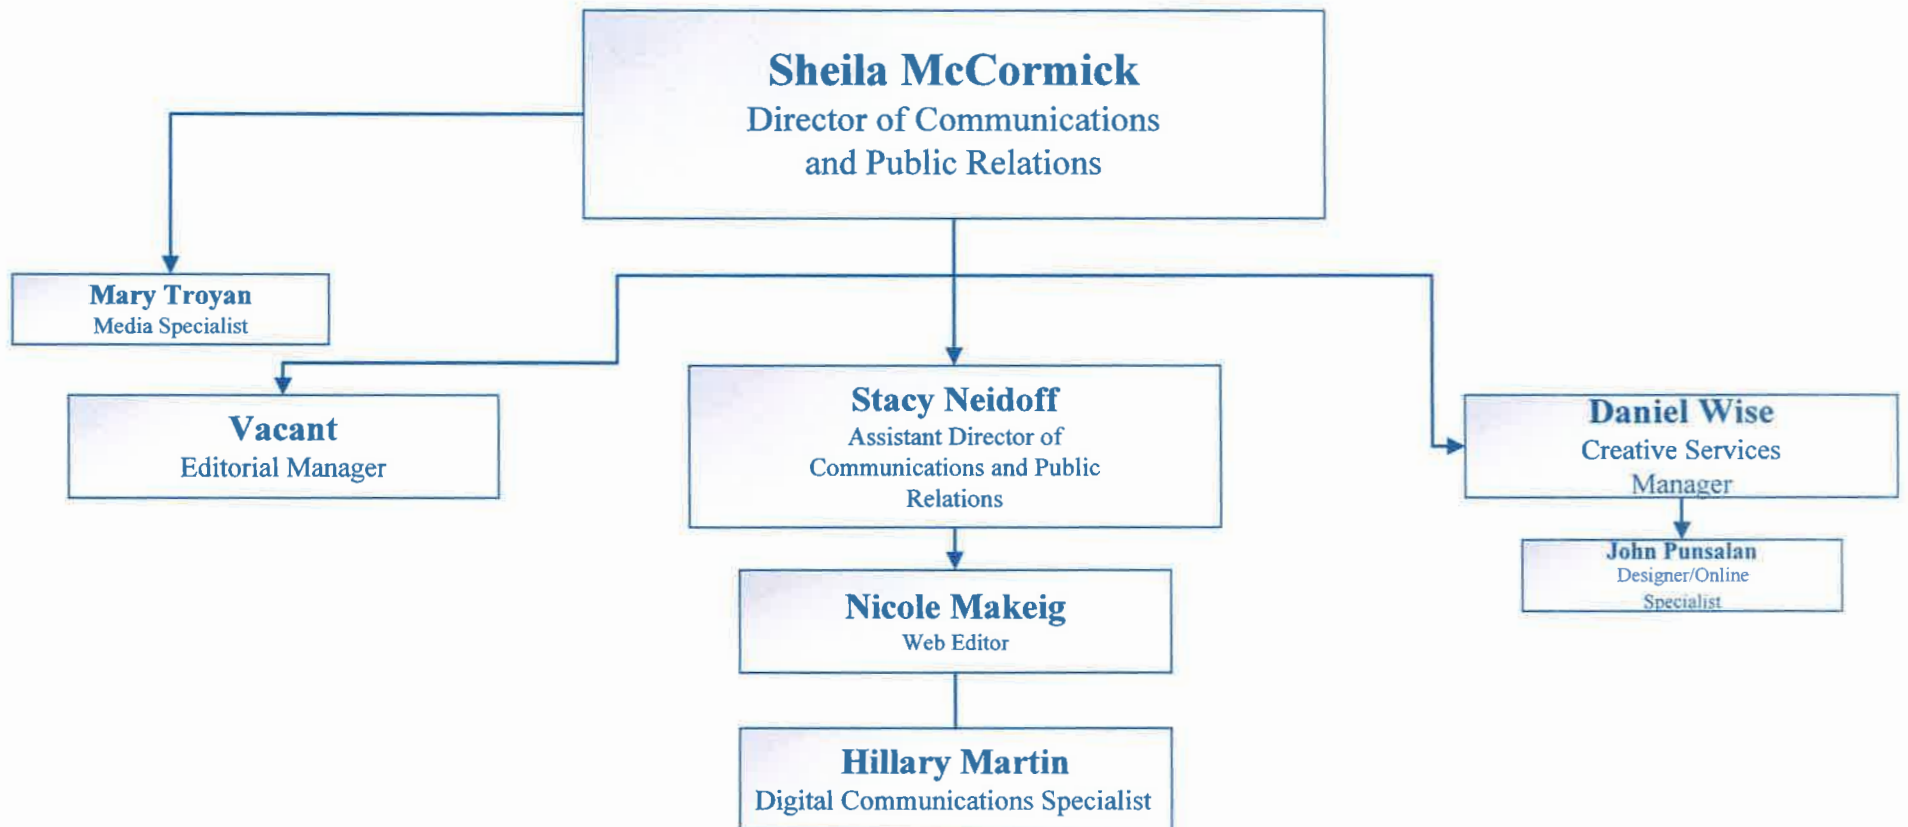 Sheila McCormick
Director of Communications
and Public Relations
Mary Troyan
Media Specialist
Vacant
Editorial Manager
Stacy Neidoff
Assistant Director of
Communications and Public
Relations
Daniel Wise
Creative Services
Manager
John Punsalan
Designer/Online
Specialist
Nicole Makeig
Web Editor
Hillary Martin
Digital Communications Specialist